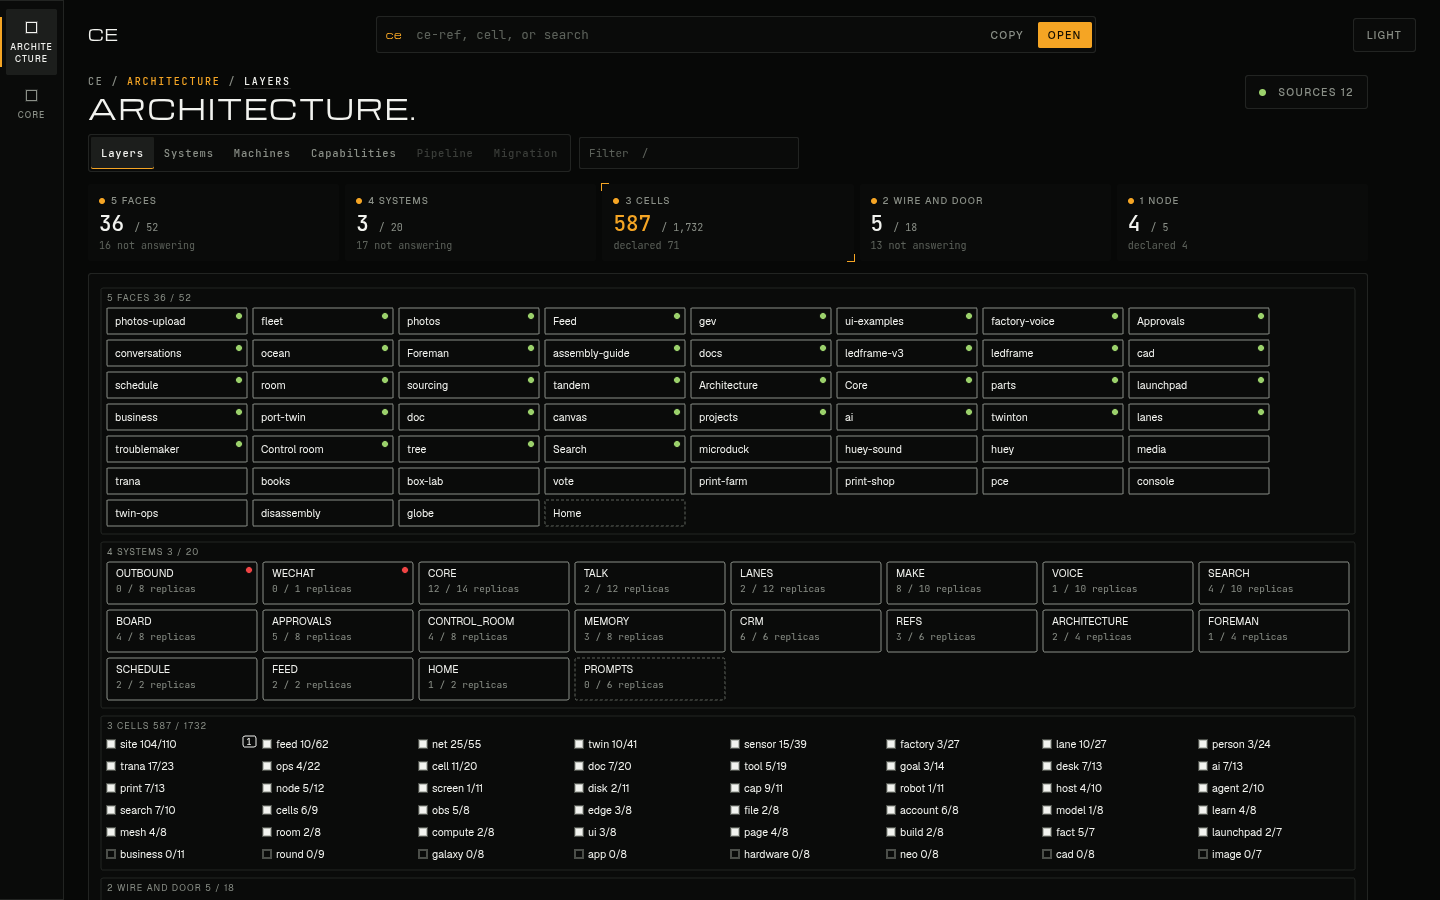 ARCHITE
CTURE
CORE
CE
ce ce-ref, cell, or search COPY OPEN
LIGHT
CE / ARCHITECTURE / LAYERS
ARCHITECTURE.
SOURCES 12
Layers Systems Machines Capabilities Pipeline Migration Filter /
5 FACES
36 / 52
16 not answering
4 SYSTEMS
3 / 20
17 not answering
3 CELLS
587 / 1,732
declared 71
2 WIRE AND DOOR
5 / 18
13 not answering
1 NODE
4 / 5
declared 4
5 FACES 36 / 52
photos-upload fleet photos Feed gev ui-examples factory-voice Approvals
conversations ocean Foreman assembly-guide docs ledframe-v3 ledframe cad
schedule room sourcing tandem Architecture Core parts launchpad
business port-twin doc canvas projects ai twinton lanes
troublemaker Control room tree Search microduck huey-sound huey media
trana books box-lab vote print-farm print-shop pce console
twin-ops disassembly globe Home
4 SYSTEMS 3 / 20
OUTBOUND WECHAT CORE TALK LANES MAKE VOICE SEARCH
0 / 8 replicas 0 / 1 replicas 12 / 14 replicas 2 / 12 replicas 2 / 12 replicas 8 / 10 replicas 1 / 10 replicas 4 / 10 replicas
BOARD APPROVALS CONTROL_ROOM MEMORY CRM REFS ARCHITECTURE FOREMAN
4 / 8 replicas 5 / 8 replicas 4 / 8 replicas 3 / 8 replicas 6 / 6 replicas 3 / 6 replicas 2 / 4 replicas 1 / 4 replicas
SCHEDULE FEED HOME PROMPTS
2 / 2 replicas 2 / 2 replicas 1 / 2 replicas 0 / 6 replicas
3 CELLS 587 / 1732
site 104/110 1 feed 10/62 net 25/55 twin 10/41 sensor 15/39 factory 3/27 lane 10/27 person 3/24
trana 17/23 ops 4/22 cell 11/20 doc 7/20 tool 5/19 goal 3/14 desk 7/13 ai 7/13
print 7/13 node 5/12 screen 1/11 disk 2/11 cap 9/11 robot 1/11 host 4/10 agent 2/10
search 7/10 cells 6/9 obs 5/8 edge 3/8 file 2/8 account 6/8 model 1/8 learn 4/8
mesh 4/8 room 2/8 compute 2/8 ui 3/8 page 4/8 build 2/8 fact 5/7 launchpad 2/7
business 0/11 round 0/9 galaxy 0/8 app 0/8 hardware 0/8 neo 0/8 cad 0/8 image 0/7
2 WIRE AND DOOR 5 / 18